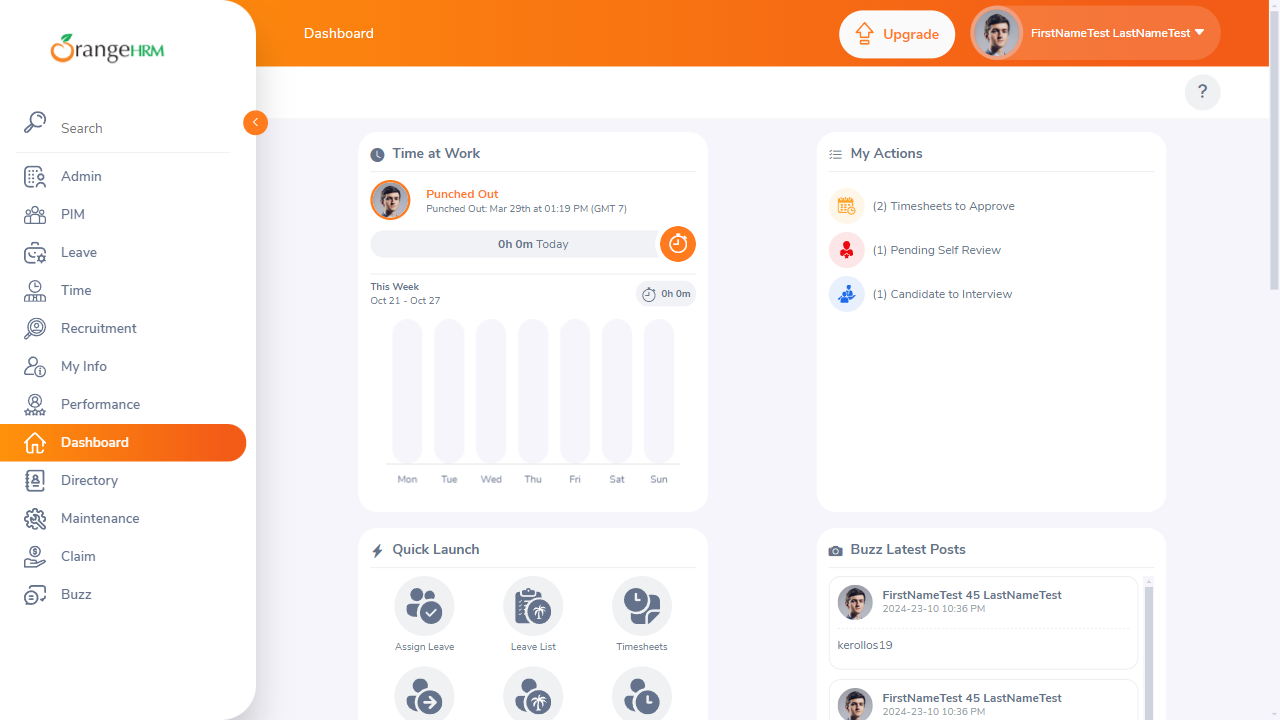 OrangeHRM
Dashboard
Upgrade
FirstNameTest LastNameTest
?
Search
Admin
PIM
Leave
Time
Recruitment
My Info
Performance
Dashboard
Directory
Maintenance
Claim
Buzz
Time at Work
Punched Out
Punched Out: Mar 29th at 01:19 PM (GMT 7)
0h 0m Today
This Week
Oct 21 - Oct 27
0h 0m
Mon Tue Wed Thu Fri Sat Sun
My Actions
(2) Timesheets to Approve
(1) Pending Self Review
(1) Candidate to Interview
Quick Launch
Assign Leave
Leave List
Timesheets
Buzz Latest Posts
FirstNameTest 45 LastNameTest
2024-23-10 10:36 PM
kerollos19
FirstNameTest 45 LastNameTest
2024-23-10 10:36 PM